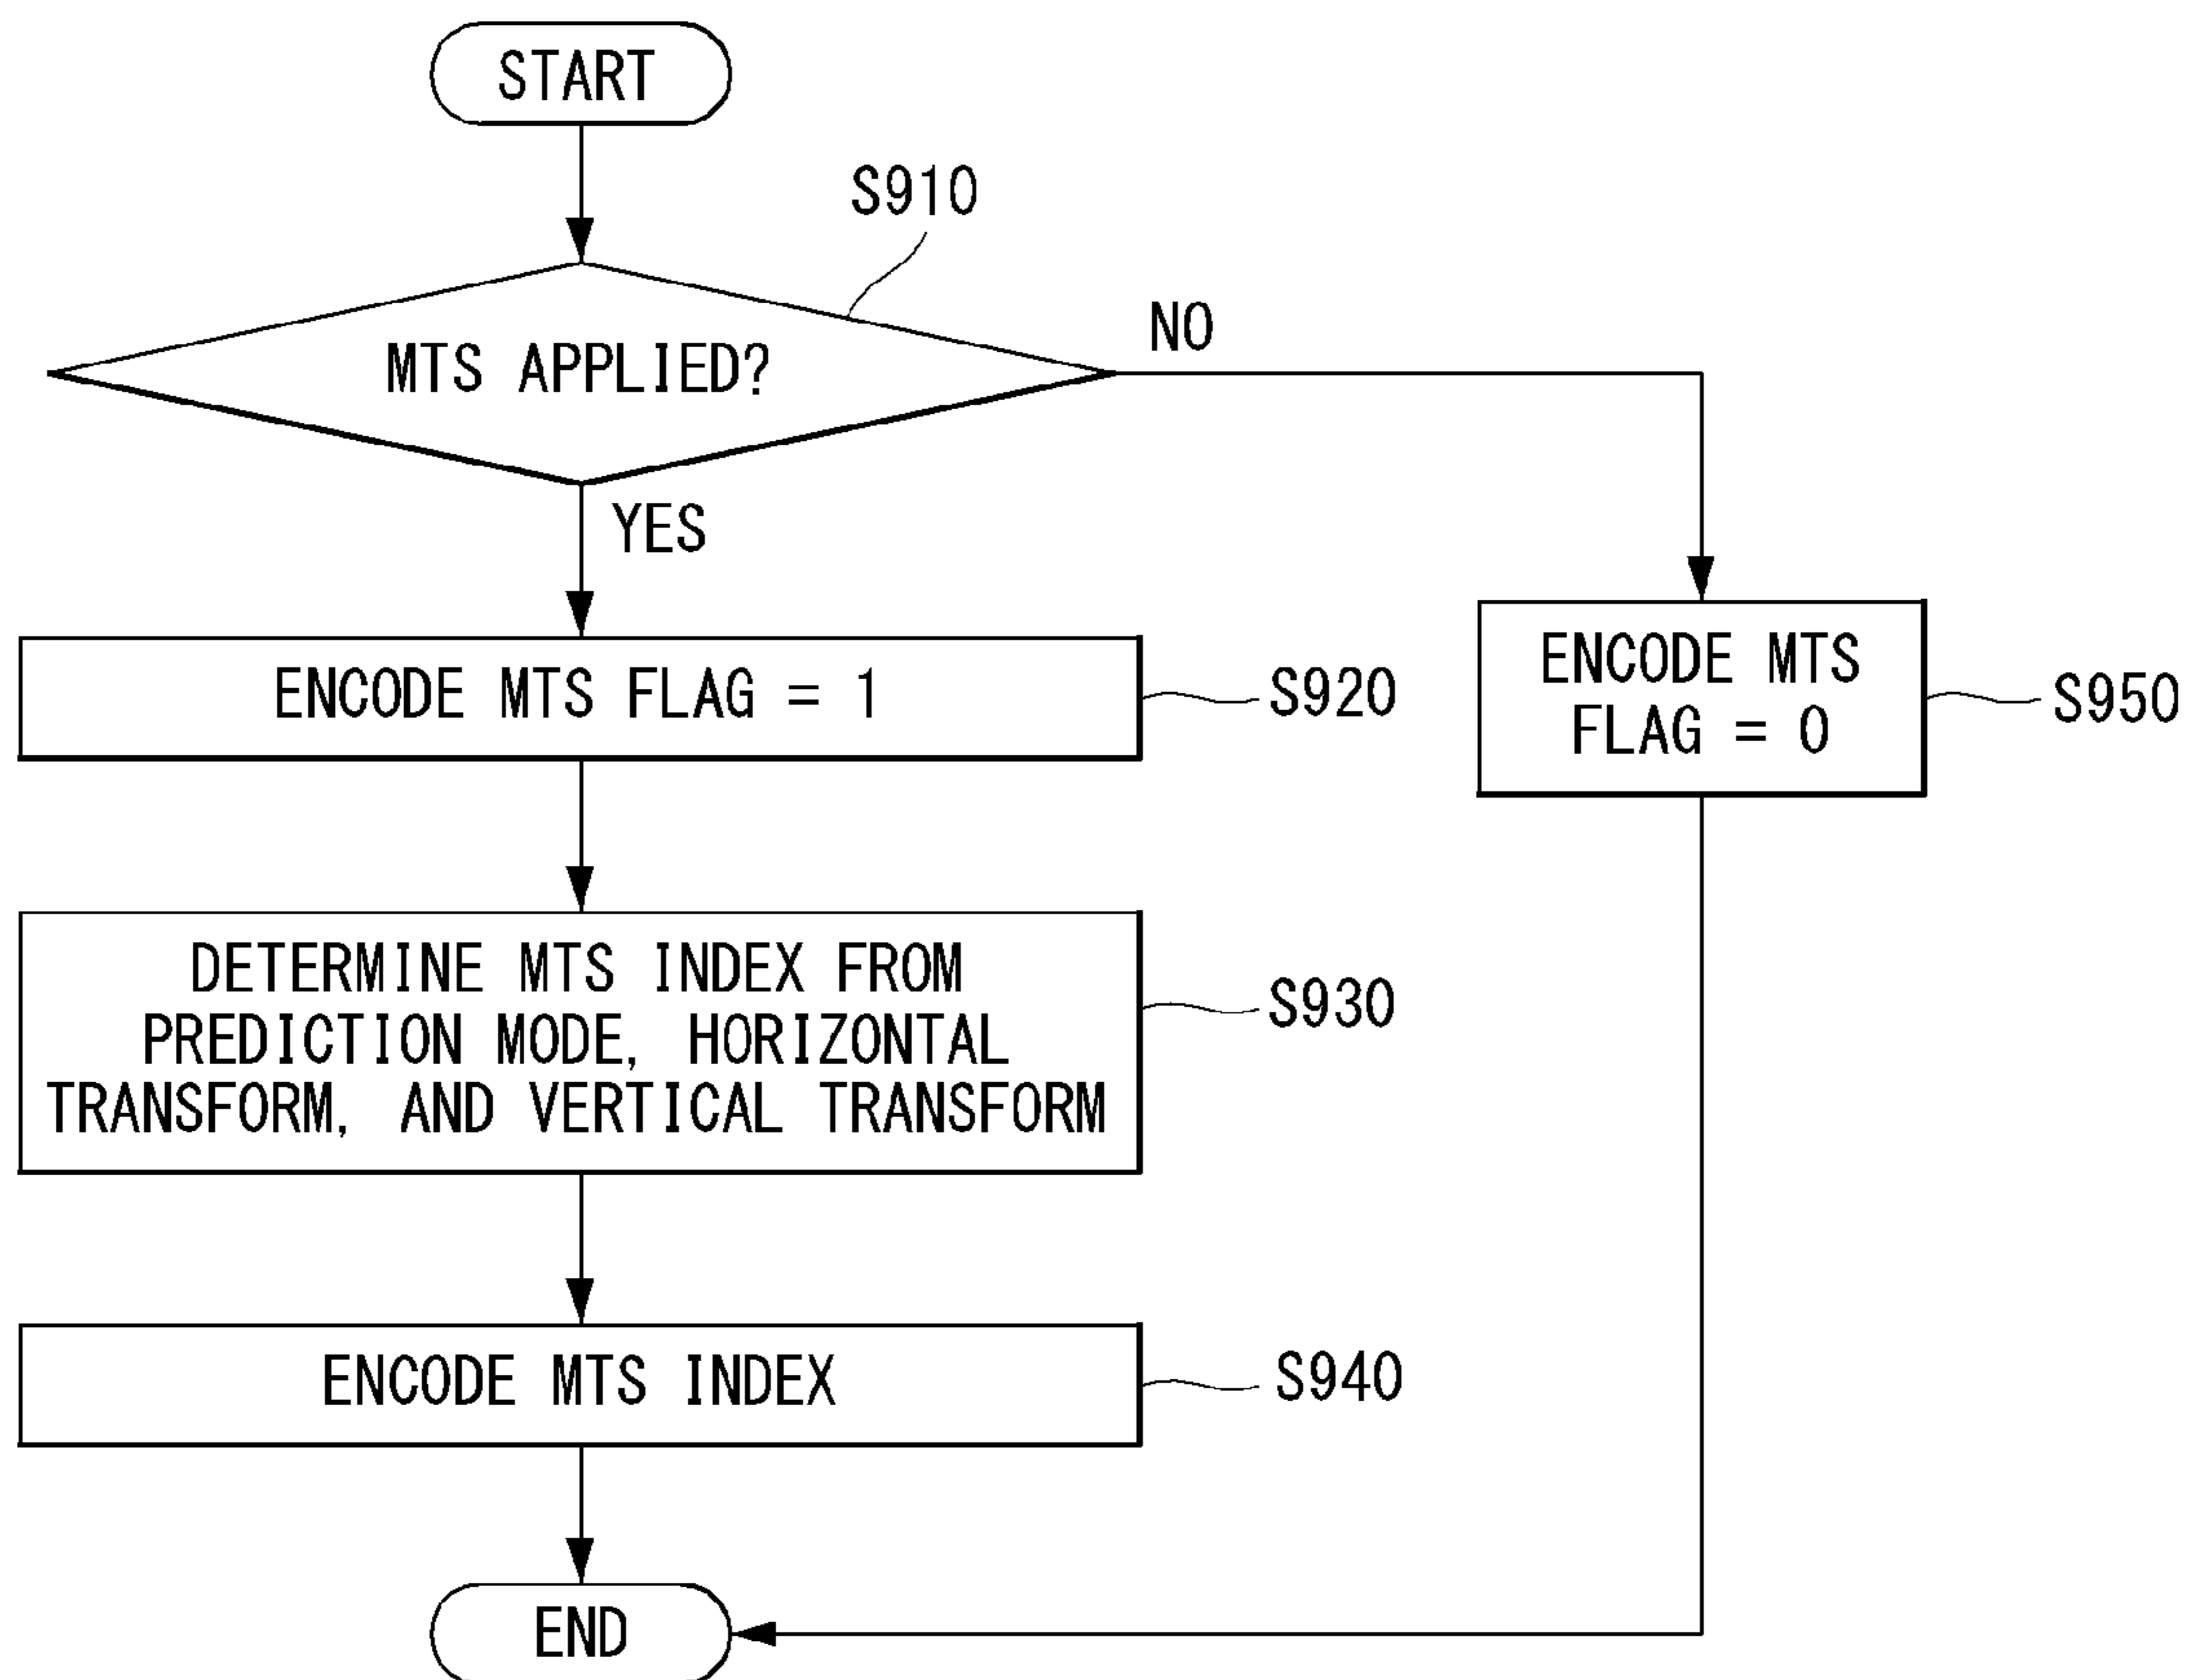 START
S910
MTS APPLIED?
NO
YES
ENCODE MTS FLAG = 1
S920
ENCODE MTS
FLAG = 0
S950
DETERMINE MTS INDEX FROM
PREDICTION MODE, HORIZONTAL
TRANSFORM, AND VERTICAL TRANSFORM
S930
ENCODE MTS INDEX
S940
END